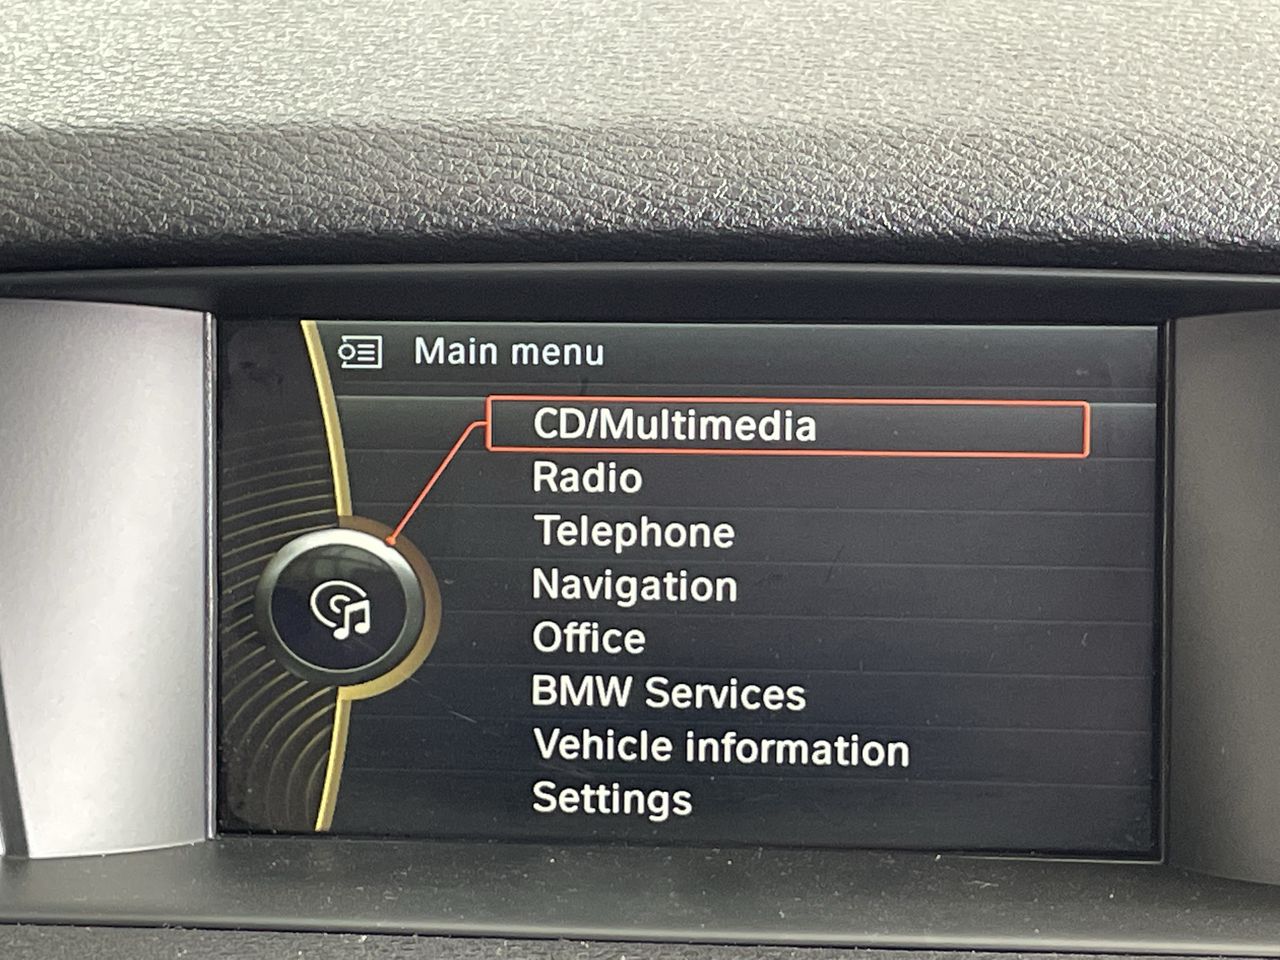 Main menu
CD/Multimedia
Radio
Telephone
Navigation
Office
BMW Services
Vehicle information
Settings